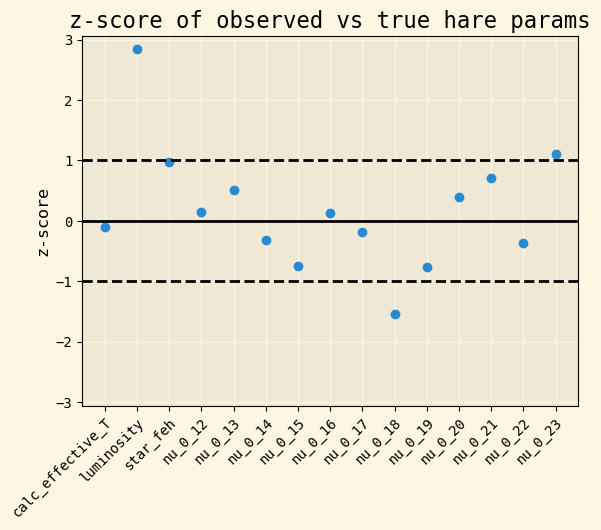 z-score of observed vs true hare params
3
2
1
0
−1
−2
−3
z-score
calc_effective_T
luminosity
star_feh
nu_0_12
nu_0_13
nu_0_14
nu_0_15
nu_0_16
nu_0_17
nu_0_18
nu_0_19
nu_0_20
nu_0_21
nu_0_22
nu_0_23